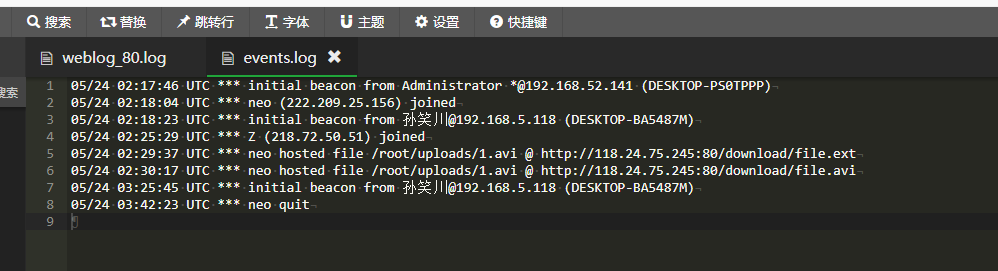 搜索 替换 跳转行 字体 主题 设置 快捷键
weblog_80.log events.log
搜索
1 05/24 02:17:46 UTC *** initial beacon from Administrator *@192.168.52.141 (DESKTOP-PS0TPPP)
2 05/24 02:18:04 UTC *** neo (222.209.25.156) joined
3 05/24 02:18:23 UTC *** initial beacon from 孙笑川@192.168.5.118 (DESKTOP-BA5487M)
4 05/24 02:25:29 UTC *** Z (218.72.50.51) joined
5 05/24 02:29:37 UTC *** neo hosted file /root/uploads/1.avi @ http://118.24.75.245:80/download/file.ext
6 05/24 02:30:17 UTC *** neo hosted file /root/uploads/1.avi @ http://118.24.75.245:80/download/file.avi
7 05/24 03:25:45 UTC *** initial beacon from 孙笑川@192.168.5.118 (DESKTOP-BA5487M)
8 05/24 03:42:23 UTC *** neo quit
9